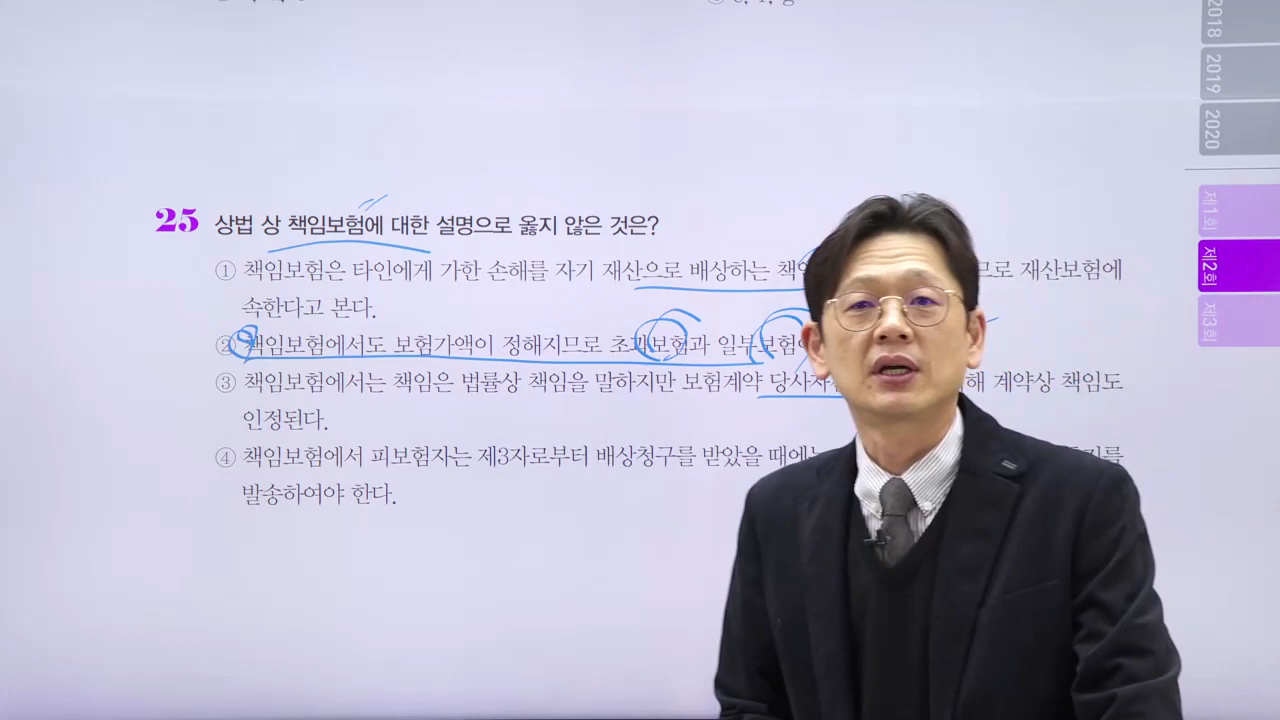 2018
2019
2020
제1회
제2회
제3회
25 상법 상 책임보험에 대한 설명으로 옳지 않은 것은?
① 책임보험은 타인에게 가한 손해를 자기 재산으로 배상하는 므로 재산보험에
속한다고 본다.
② 책임보험에서도 보험가액이 정해지므로 초과보험과 일부보험
③ 책임보험에서는 책임은 법률상 책임을 말하지만 보험계약 당사자 해 계약상 책임도
인정된다.
④ 책임보험에서 피보험자는 제3자로부터 배상청구를 받았을 때에는
발송하여야 한다.